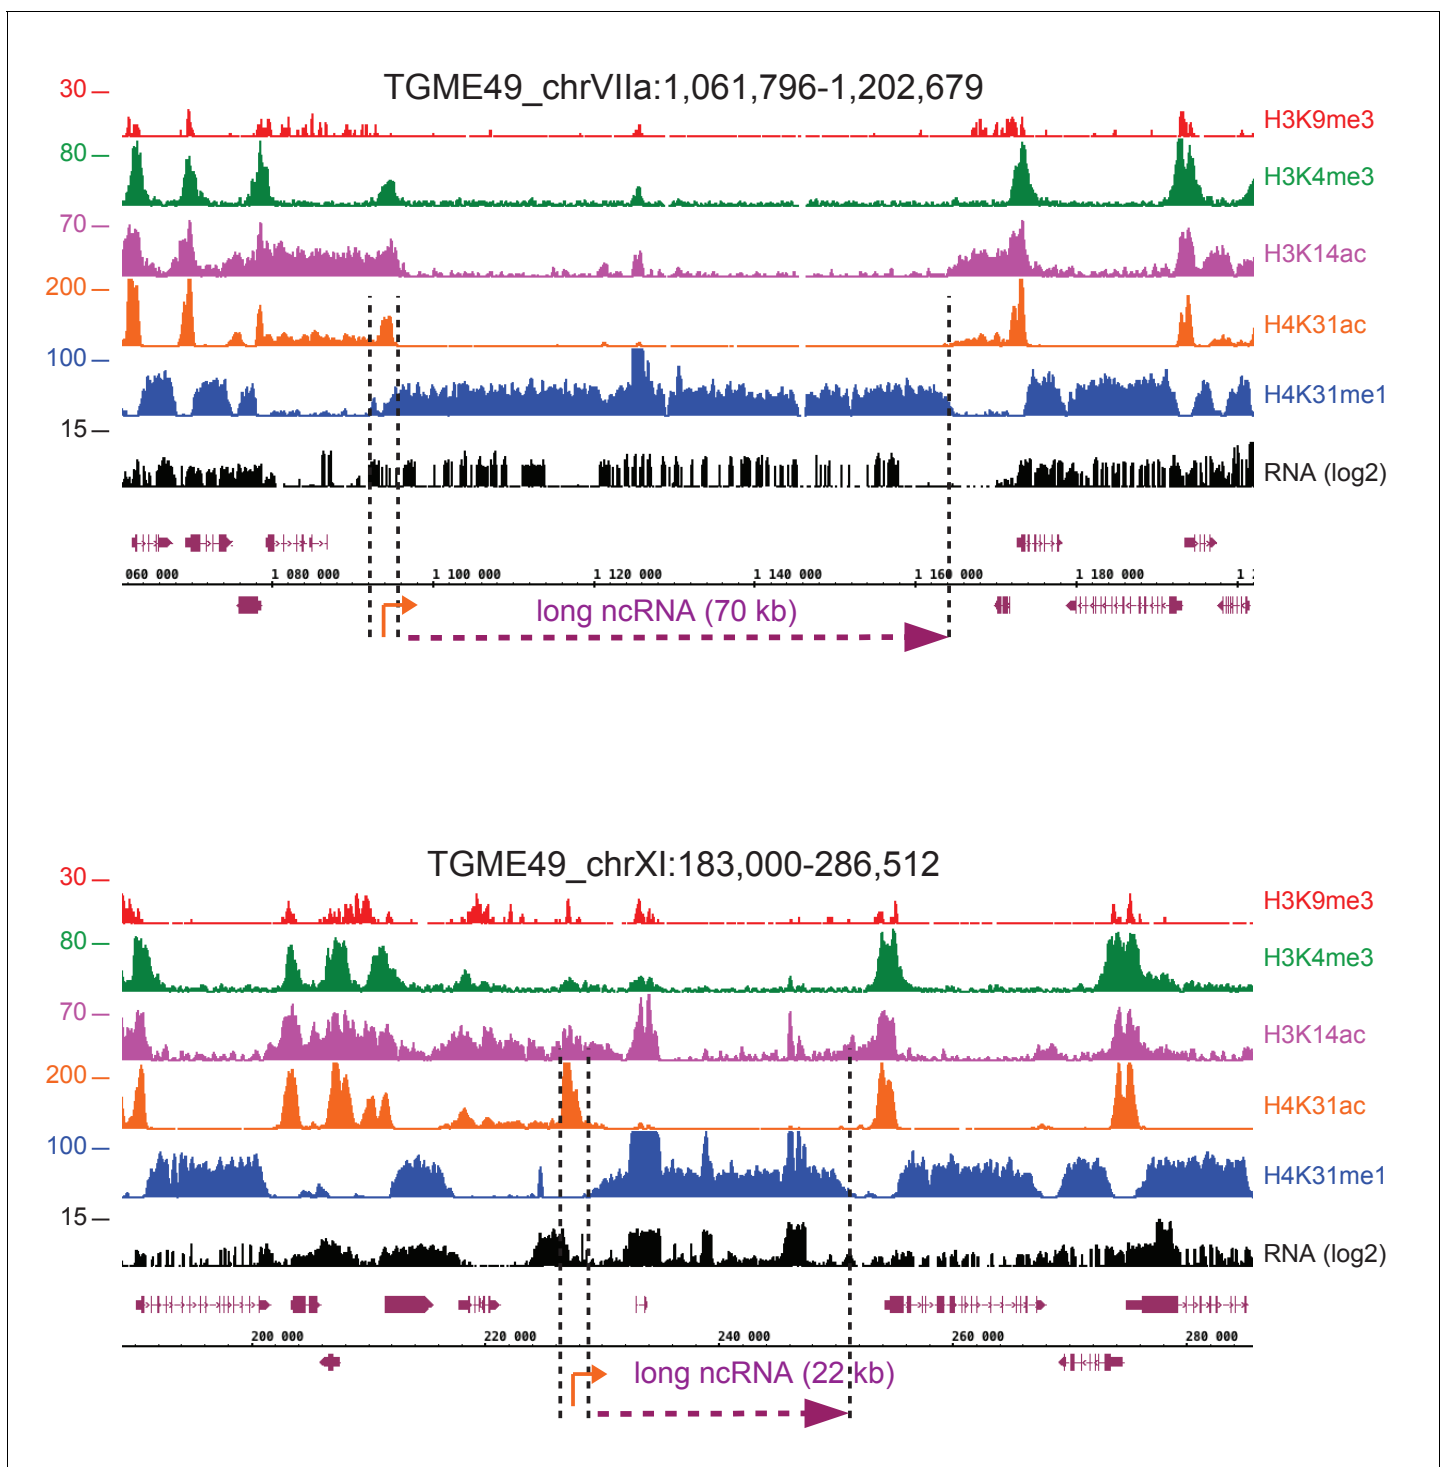 TGME49_chrVIIa:1,061,796-1,202,679
30
H3K9me3
80
H3K4me3
70
H3K14ac
200
H4K31ac
100
H4K31me1
15
RNA (log2)
060 000 1 080 000 1 100 000 1 120 000 1 140 000 1 160 000 1 180 000
long ncRNA (70 kb)
TGME49_chrXI:183,000-286,512
30
H3K9me3
80
H3K4me3
70
H3K14ac
200
H4K31ac
100
H4K31me1
15
RNA (log2)
200 000 220 000 240 000 260 000 280 000
long ncRNA (22 kb)